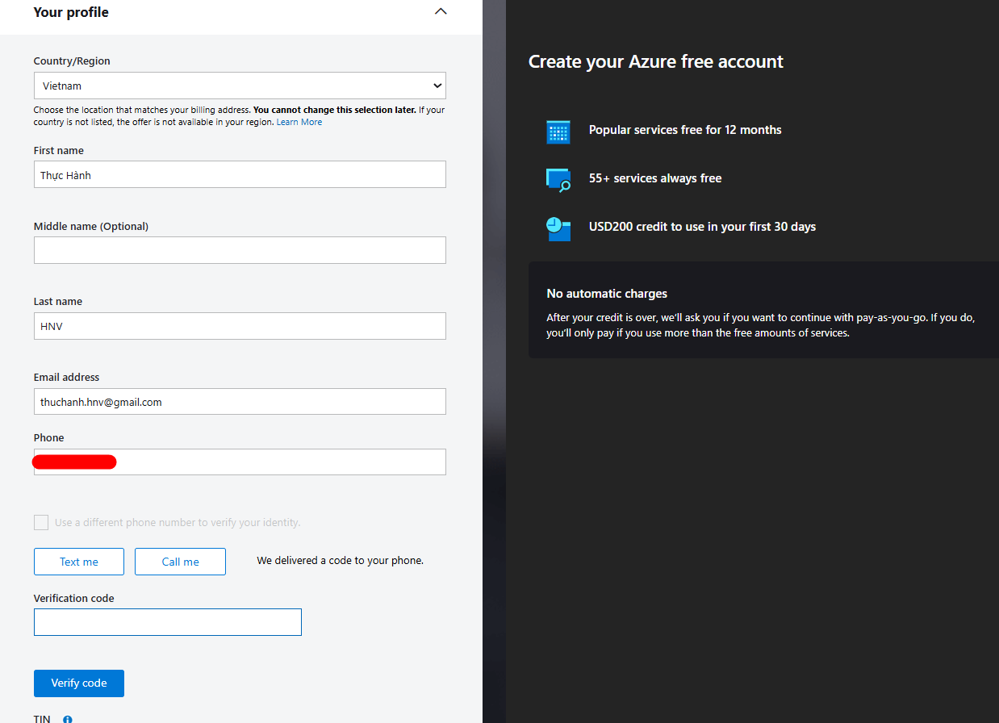 Your profile
Country/Region
Vietnam
Choose the location that matches your billing address. You cannot change this selection later. If your
country is not listed, the offer is not available in your region. Learn More
First name
Thực Hành
Middle name (Optional)
Last name
HNV
Email address
thuchanh.hnv@gmail.com
Phone
Use a different phone number to verify your identity.
Text me
Call me
We delivered a code to your phone.
Verification code
Verify code
TIN
Create your Azure free account
Popular services free for 12 months
55+ services always free
USD200 credit to use in your first 30 days
No automatic charges
After your credit is over, we’ll ask you if you want to continue with pay-as-you-go. If you do,
you’ll only pay if you use more than the free amounts of services.